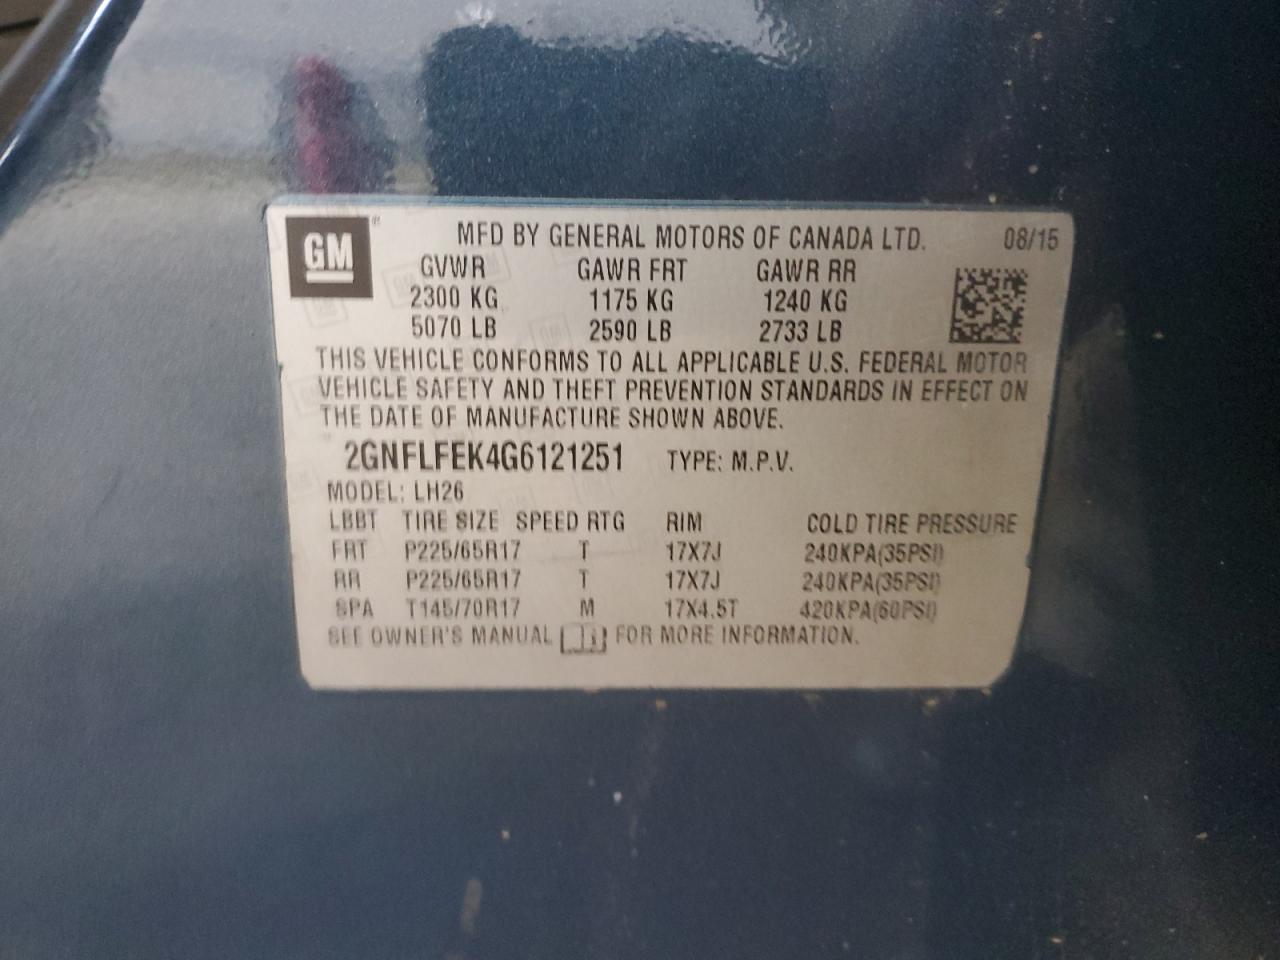 GM
MFD BY GENERAL MOTORS OF CANADA LTD. 08/15
GVWR GAWR FRT GAWR RR
2300 KG 1175 KG 1240 KG
5070 LB 2590 LB 2733 LB
THIS VEHICLE CONFORMS TO ALL APPLICABLE U.S. FEDERAL MOTOR
VEHICLE SAFETY AND THEFT PREVENTION STANDARDS IN EFFECT ON
THE DATE OF MANUFACTURE SHOWN ABOVE.
2GNFLFEK4G6121251 TYPE: M.P.V.
MODEL: LH26
LBBT TIRE SIZE SPEED RTG RIM COLD TIRE PRESSURE
FRT P225/65R17 T 17X7J 240KPA(35PSI)
RR P225/65R17 T 17X7J 240KPA(35PSI)
SPA T145/70R17 M 17X4.5T 420KPA(60PSI)
SEE OWNER'S MANUAL FOR MORE INFORMATION.